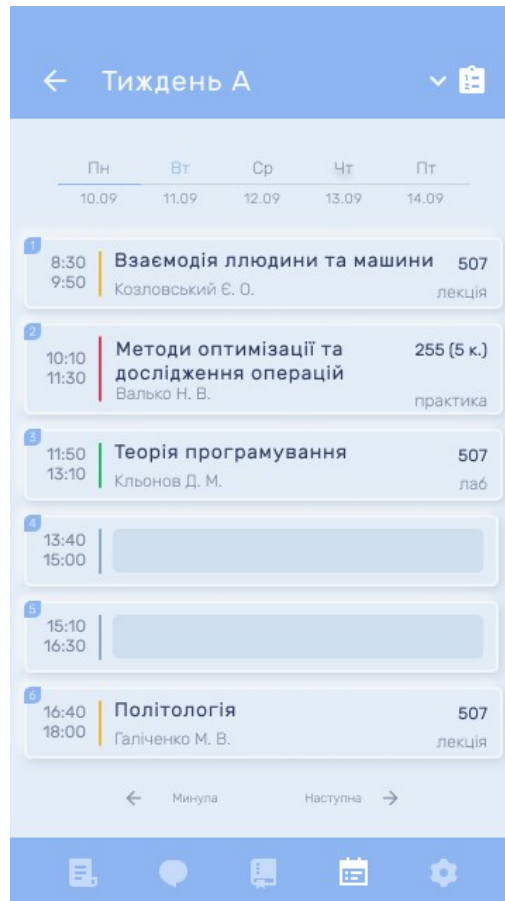 Тиждень А
Пн Вт Ср Чт Пт
10.09 11.09 12.09 13.09 14.09
1
8:30 Взаємодія ллюдини та машини 507
9:50 Козловський Є. О. лекція
2
10:10 Методи оптимізації та 255 (5 к.)
11:30 дослідження операцій
Валько Н. В. практика
3
11:50 Теорія програмування 507
13:10 Кльонов Д. М. лаб
4
13:40
15:00
5
15:10
16:30
6
16:40 Політологія 507
18:00 Галіченко М. В. лекція
Минула Наступна